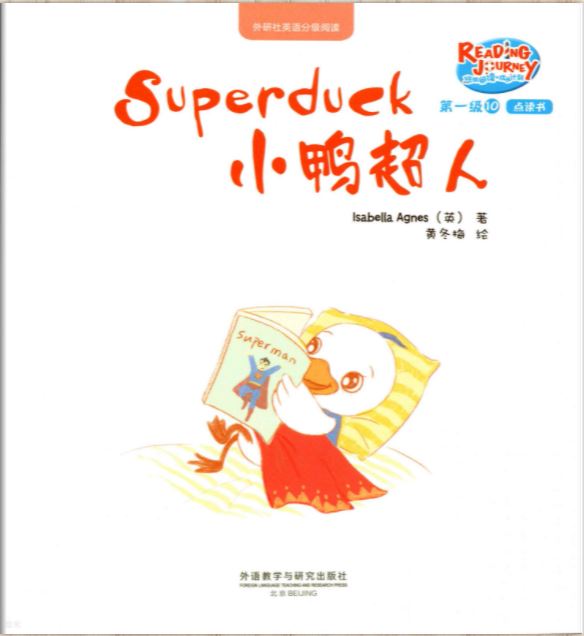 外研社英语分级阅读
READING
JOURNEY
第一级10 点读书
Superduck
小鸭超人
Isabella Agnes（英） 著
黄冬梅 绘
superman
外语教学与研究出版社
FOREIGN LANGUAGE TEACHING AND RESEARCH PRESS
北京 BEIJING